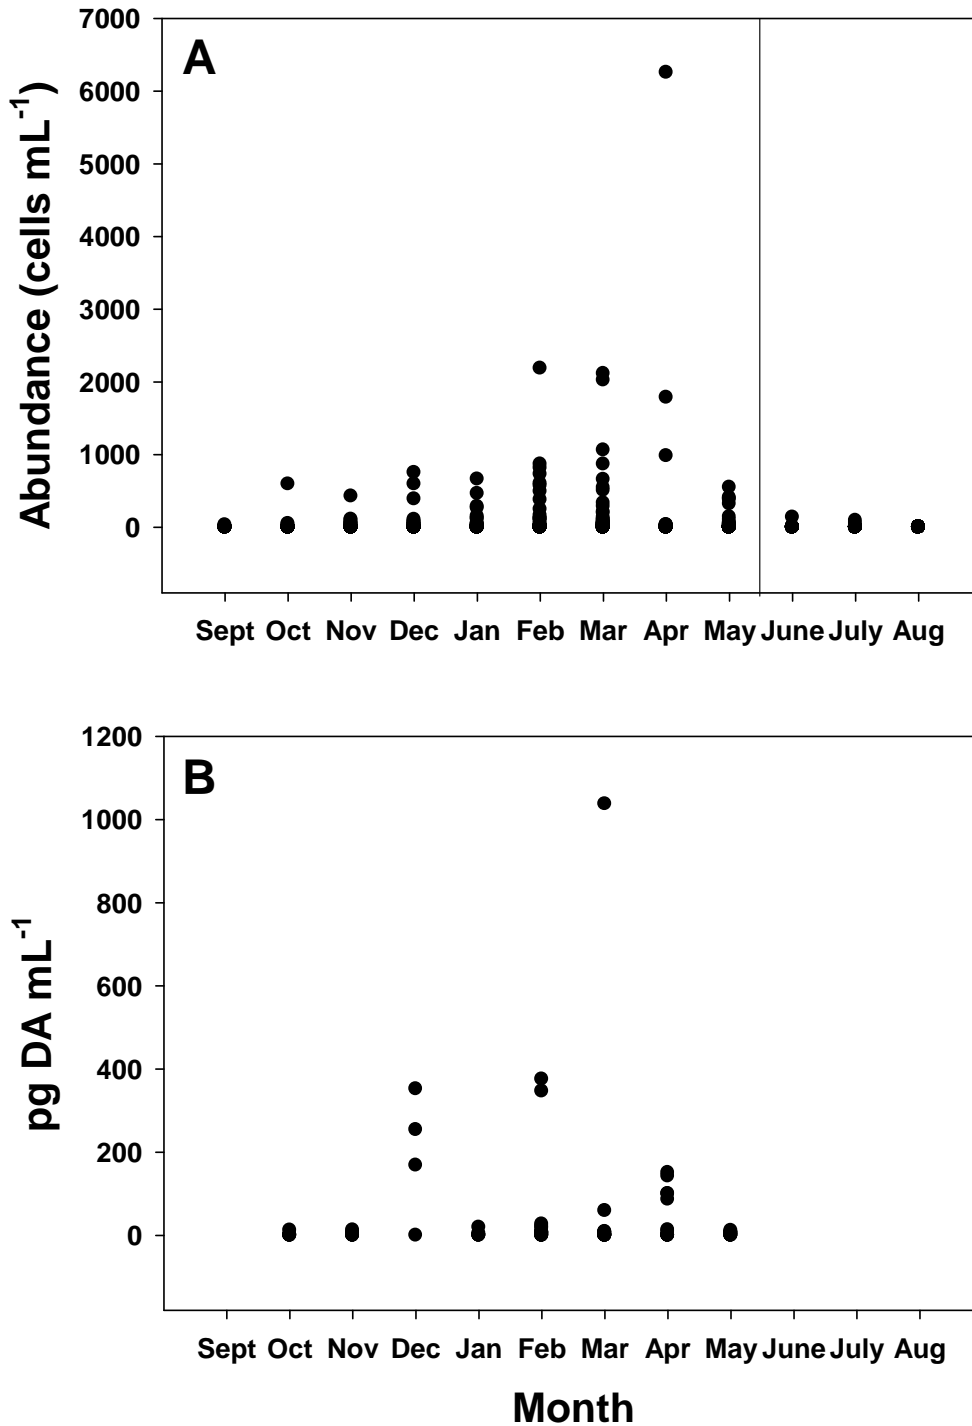 A
Abundance (cells mL⁻¹)
7000
6000
5000
4000
3000
2000
1000
0
Sept Oct Nov Dec Jan Feb Mar Apr May June July Aug
B
pg DA mL⁻¹
1200
1000
800
600
400
200
0
Sept Oct Nov Dec Jan Feb Mar Apr May June July Aug
Month